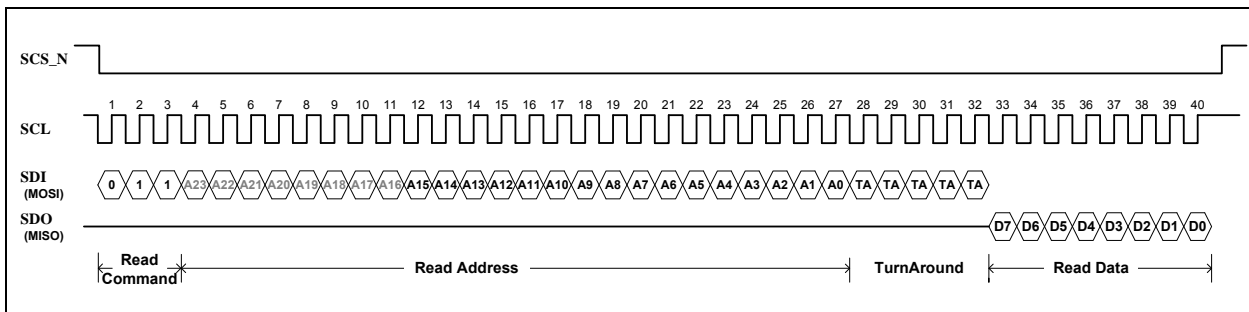 SCS_N
1 2 3 4 5 6 7 8 9 10 11 12 13 14 15 16 17 18 19 20 21 22 23 24 25 26 27 28 29 30 31 32 33 34 35 36 37 38 39 40
SCL
SDI
(MOSI)
0 1 1 A23 A22 A21 A20 A19 A18 A17 A16 A15 A14 A13 A12 A11 A10 A9 A8 A7 A6 A5 A4 A3 A2 A1 A0 TA TA TA TA TA
SDO
(MISO)
D7 D6 D5 D4 D3 D2 D1 D0
Read
Command
Read Address
TurnAround
Read Data